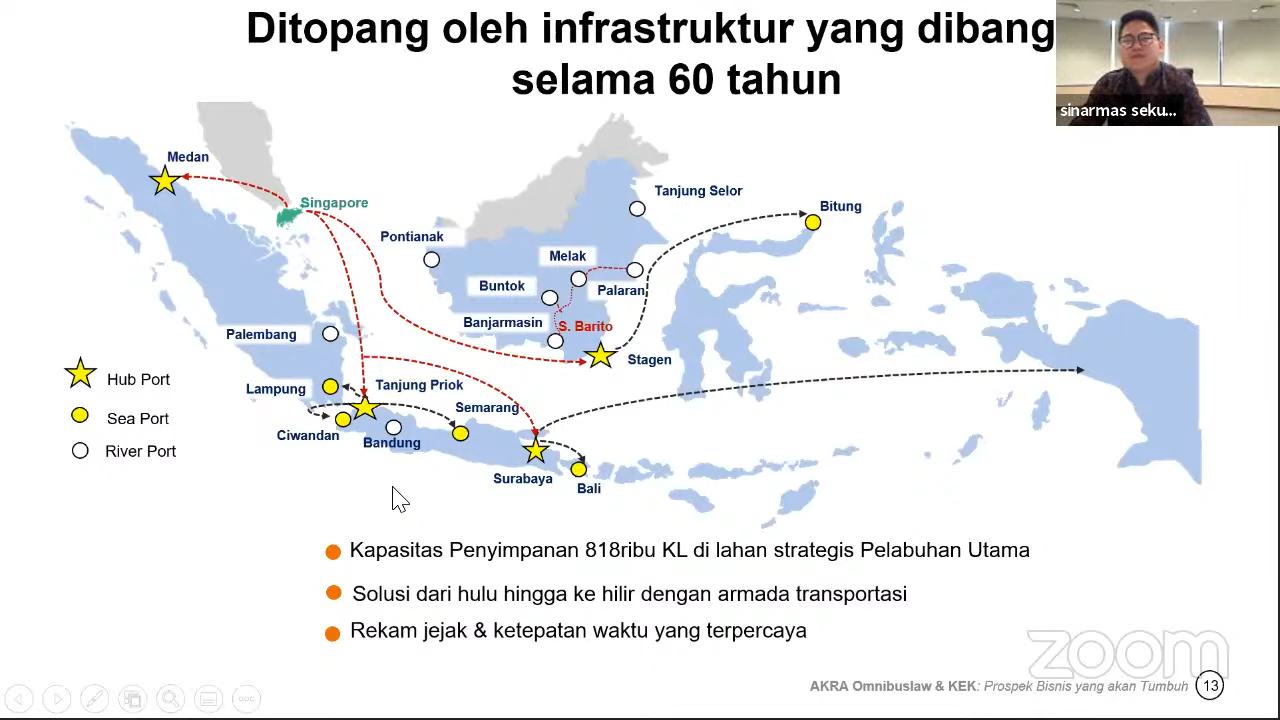 Ditopang oleh infrastruktur yang dibang
selama 60 tahun
sinarmas seku...
Medan
Singapore
Tanjung Selor
Bitung
Pontianak
Melak
Buntok
Palaran
Banjarmasin
S. Barito
Palembang
Stagen
Hub Port
Lampung
Tanjung Priok
Sea Port
Semarang
Ciwandan
Bandung
River Port
Surabaya
Bali
Kapasitas Penyimpanan 818ribu KL di lahan strategis Pelabuhan Utama
Solusi dari hulu hingga ke hilir dengan armada transportasi
Rekam jejak & ketepatan waktu yang terpercaya
zoom
AKRA Omnibuslaw & KEK: Prospek Bisnis yang akan Tumbuh 13